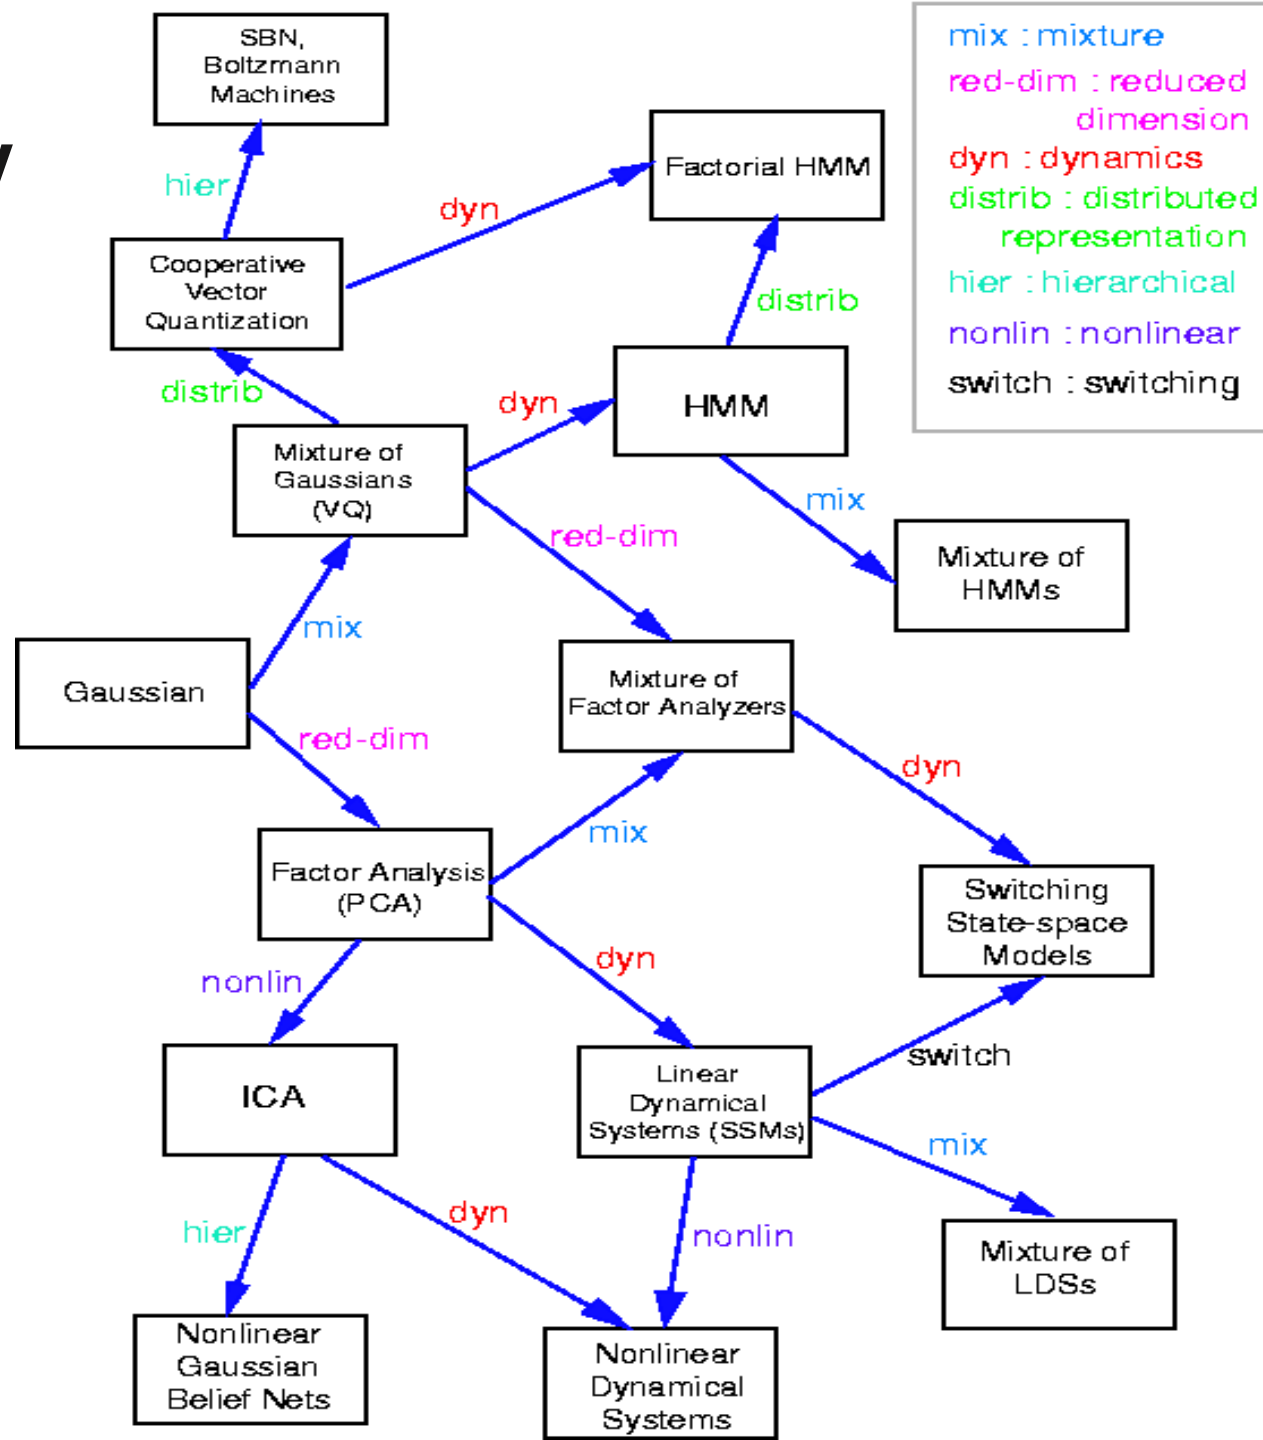 SBN,
Boltzmann
Machines
mix : mixture
red-dim : reduced
dimension
dyn : dynamics
distrib : distributed
representation
hier : hierarchical
nonlin : nonlinear
switch : switching
y
hier
dyn
Factorial HMM
Cooperative
Vector
Quantization
distrib
distrib
dyn
HMM
Mixture of
Gaussians
(VQ)
mix
red-dim
Mixture of
HMMs
mix
Gaussian
Mixture of
Factor Analyzers
red-dim
dyn
mix
Factor Analysis
(PCA)
Switching
State-space
Models
nonlin
dyn
switch
ICA
Linear
Dynamical
Systems (SSMs)
mix
hier
dyn
nonlin
Mixture of
LDSs
Nonlinear
Gaussian
Belief Nets
Nonlinear
Dynamical
Systems